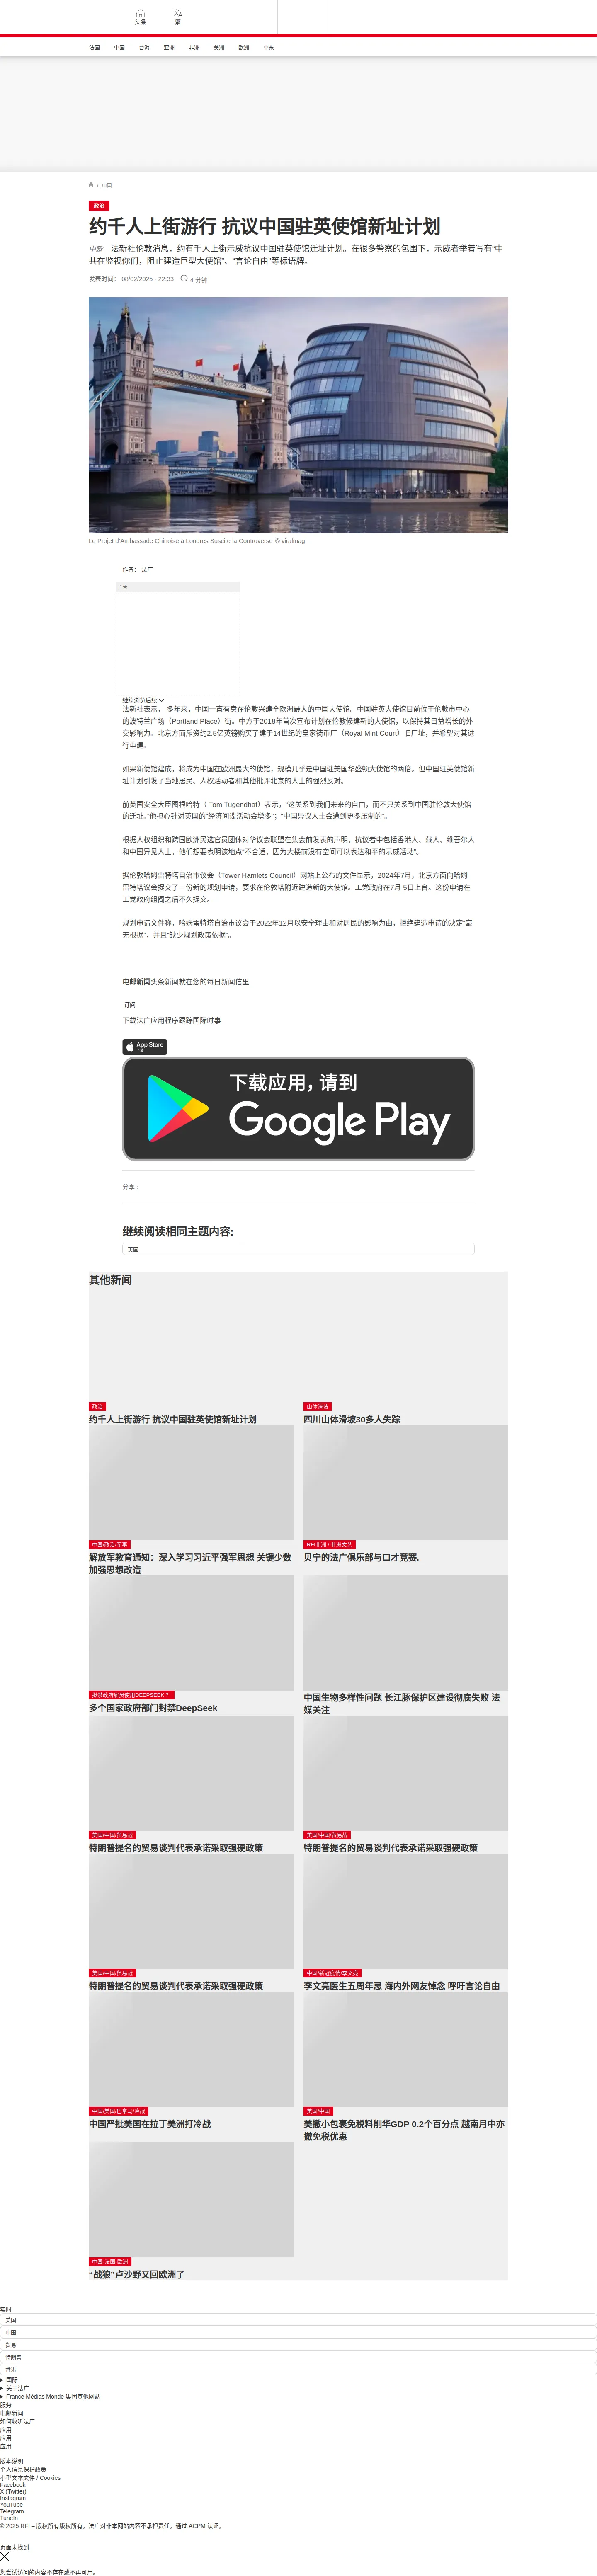 头条
繁
法国 中国 台海 亚洲 非洲 美洲 欧洲 中东
/ 中国
政治
约千人上街游行 抗议中国驻英使馆新址计划
中欧 – 法新社伦敦消息，约有千人上街示威抗议中国驻英使馆迁址计划。在很多警察的包围下，示威者举着写有“中
共在监视你们，阻止建造巨型大使馆”、“言论自由”等标语牌。
发表时间： 08/02/2025 - 22:33 4 分钟
Le Projet d’Ambassade Chinoise à Londres Suscite la Controverse © viralmag
作者： 法广
广告
继续浏览后续
法新社表示， 多年来，中国一直有意在伦敦兴建全欧洲最大的中国大使馆。中国驻英大使馆目前位于伦敦市中心
的波特兰广场（Portland Place）街。中方于2018年首次宣布计划在伦敦修建新的大使馆，以保持其日益增长的外
交影响力。北京方面斥资约2.5亿英镑购买了建于14世纪的皇家铸币厂（Royal Mint Court）旧厂址，并希望对其进
行重建。
如果新使馆建成，将成为中国在欧洲最大的使馆，规模几乎是中国驻美国华盛顿大使馆的两倍。但中国驻英使馆新
址计划引发了当地居民、人权活动者和其他批评北京的人士的强烈反对。
前英国安全大臣图根哈特（ Tom Tugendhat）表示，“这关系到我们未来的自由，而不只关系到中国驻伦敦大使馆
的迁址。”他担心针对英国的“经济间谍活动会增多”；“中国异议人士会遭到更多压制的”。
根据人权组织和跨国欧洲民选官员团体对华议会联盟在集会前发表的声明，抗议者中包括香港人、藏人、维吾尔人
和中国异见人士，他们想要表明该地点“不合适，因为大楼前没有空间可以表达和平的示威活动”。
据伦敦哈姆雷特塔自治市议会（Tower Hamlets Council）网站上公布的文件显示，2024年7月，北京方面向哈姆
雷特塔议会提交了一份新的规划申请，要求在伦敦塔附近建造新的大使馆。工党政府在7月 5日上台。这份申请在
工党政府组阁之后不久提交。
规划申请文件称，哈姆雷特塔自治市议会于2022年12月以安全理由和对居民的影响为由，拒绝建造申请的决定“毫
无根据”，并且“缺少规划政策依据”。
电邮新闻头条新闻就在您的每日新闻信里
订阅
下载法广应用程序跟踪国际时事
App Store
下载
下载应用，请到
Google Play
分享 :
继续阅读相同主题内容:
英国
其他新闻
政治
约千人上街游行 抗议中国驻英使馆新址计划
山体滑坡
四川山体滑坡30多人失踪
中国/政治/军事
解放军教育通知：深入学习习近平强军思想 关键少数
加强思想改造
RFI非洲 / 非洲文艺
贝宁的法广俱乐部与口才竞赛.
拟禁政府雇员使用DEEPSEEK ？
多个国家政府部门封禁DeepSeek
中国生物多样性问题 长江豚保护区建设彻底失败 法
媒关注
美国/中国/贸易战
特朗普提名的贸易谈判代表承诺采取强硬政策
美国/中国/贸易战
特朗普提名的贸易谈判代表承诺采取强硬政策
美国/中国/贸易战
特朗普提名的贸易谈判代表承诺采取强硬政策
中国/新冠疫情/李文亮
李文亮医生五周年忌 海内外网友悼念 呼吁言论自由
中国/美国/巴拿马/冷战
中国严批美国在拉丁美洲打冷战
美国/中国
美撤小包裹免税料削华GDP 0.2个百分点 越南月中亦
撤免税优惠
中国·法国·欧洲
“战狼”卢沙野又回欧洲了
实时
美国
中国
贸易
特朗普
香港
国际
关于法广
France Médias Monde 集团其他网站
服务
电邮新闻
如何收听法广
应用
应用
应用
版本说明
个人信息保护政策
小型文本文件 / Cookies
Facebook
X (Twitter)
Instagram
YouTube
Telegram
TuneIn
© 2025 RFI – 版权所有版权所有。法广对非本网站内容不承担责任。通过 ACPM 认证。
页面未找到
您尝试访问的内容不存在或不再可用。